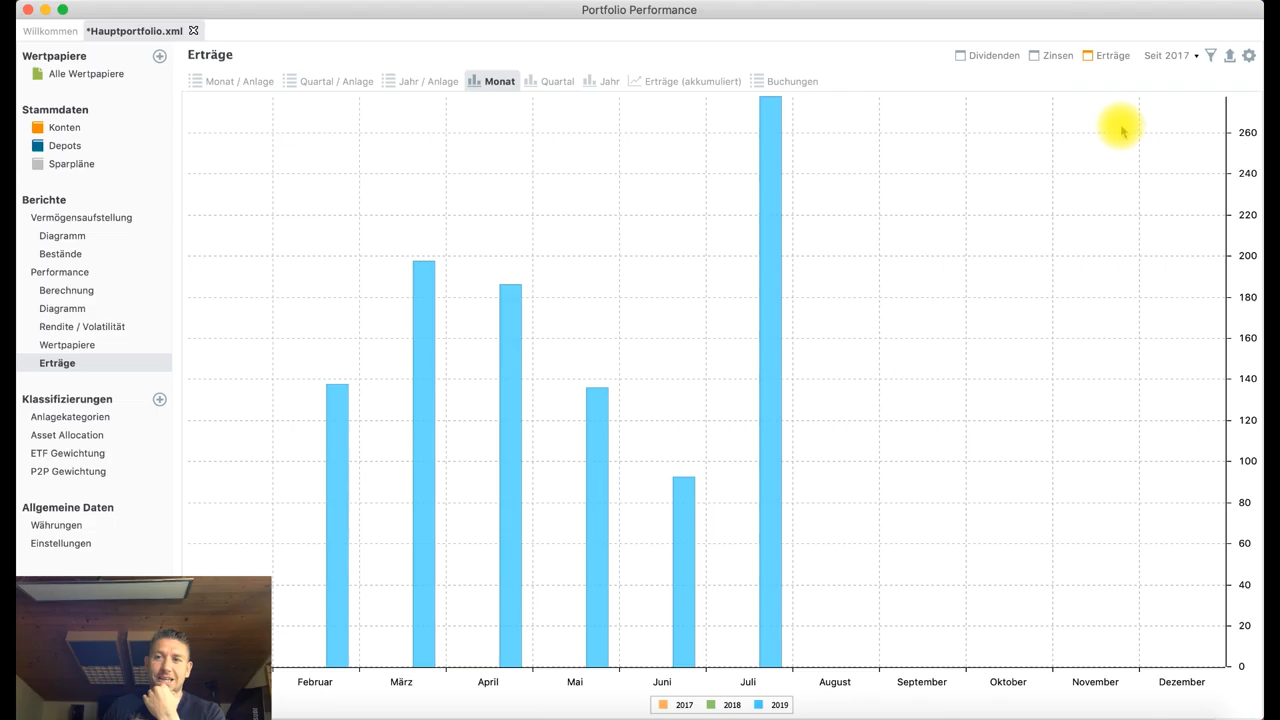 Portfolio Performance
Willkommen
*Hauptportfolio.xml
Wertpapiere
Alle Wertpapiere
Stammdaten
Konten
Depots
Sparpläne
Berichte
Vermögensaufstellung
Diagramm
Bestände
Performance
Berechnung
Diagramm
Rendite / Volatilität
Wertpapiere
Erträge
Klassifizierungen
Anlagekategorien
Asset Allocation
ETF Gewichtung
P2P Gewichtung
Allgemeine Daten
Währungen
Einstellungen
Erträge
Dividenden Zinsen Erträge Seit 2017
Monat / Anlage Quartal / Anlage Jahr / Anlage Monat Quartal Jahr Erträge (akkumuliert) Buchungen
260
240
220
200
180
160
140
120
100
80
60
40
20
0
Februar März April Mai Juni Juli August September Oktober November Dezember
2017 2018 2019